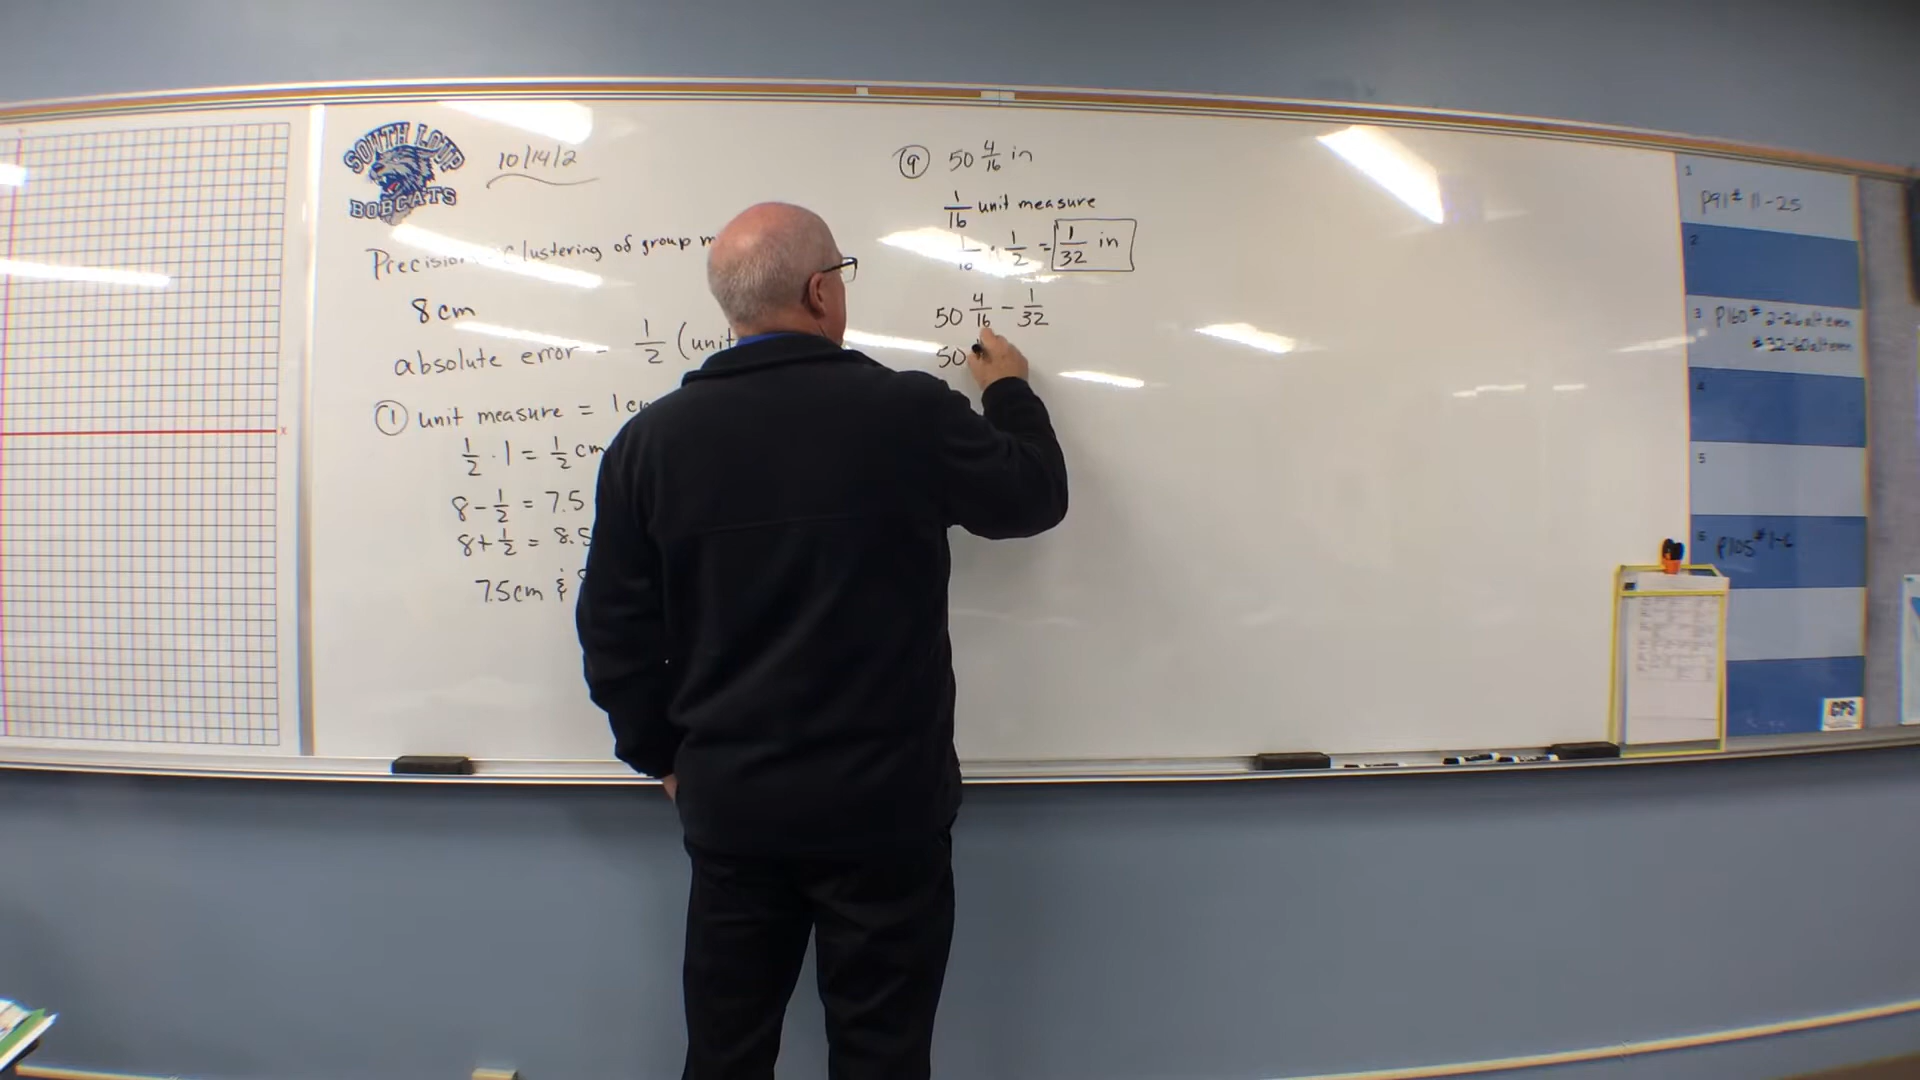 SOUTH LOUP
BOBCATS
10/14/2
Precision - Clustering of group
8cm
absolute error - 1/2 (unit
① unit measure = 1 cm
1/2 · 1 = 1/2 cm
8 - 1/2 = 7.5
8 + 1/2 = 8.5
7.5cm &
⑨ 50 4/16 in
1/16 unit measure
1/16 · 1/2 = 1/32 in
50 4/16 - 1/32
50
x
1
p91# 11-25
2
3 p160# 2-26 alt even
# 32-60 alt even
4
5
6 p105# 1-6
CPS